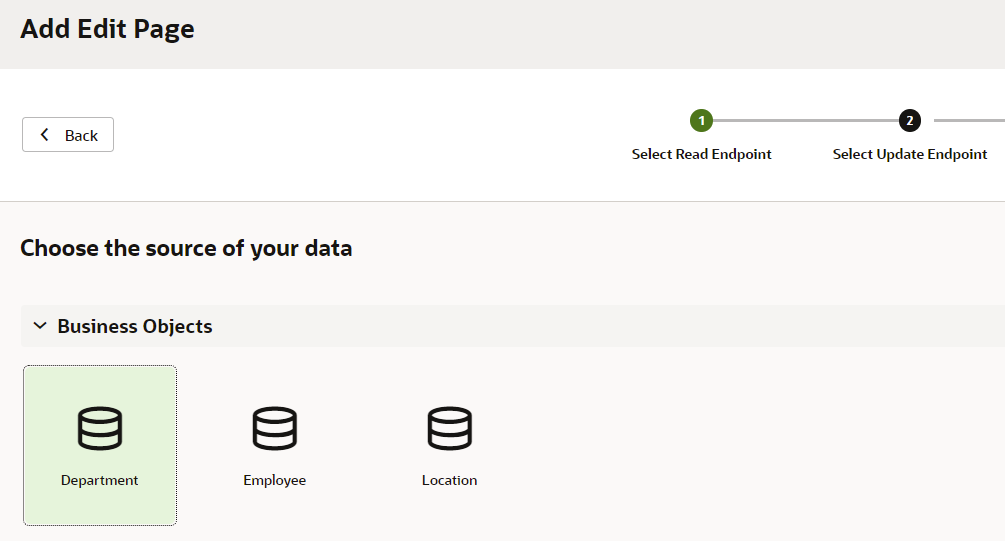 Add Edit Page
Back
1
2
Select Read Endpoint
Select Update Endpoint
Choose the source of your data
Business Objects
Department
Employee
Location